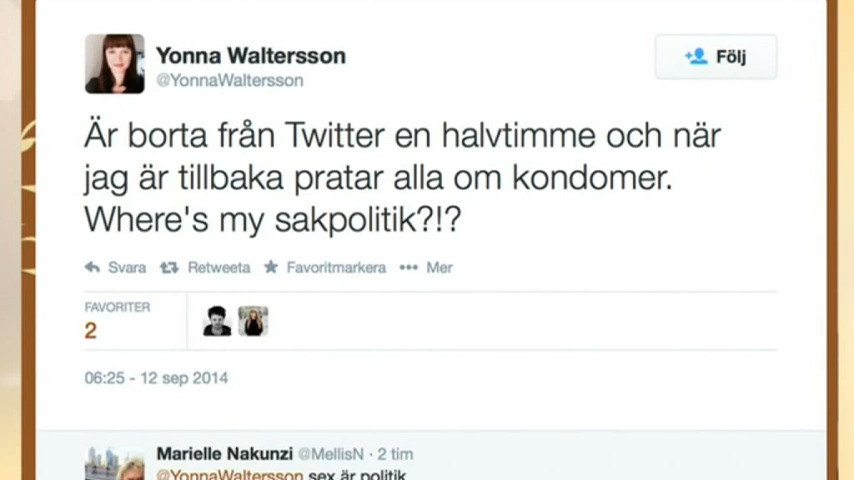 Yonna Waltersson
@YonnaWaltersson
Följ
Är borta från Twitter en halvtimme och när
jag är tillbaka pratar alla om kondomer.
Where's my sakpolitik?!?
Svara Retweeta Favoritmarkera Mer
FAVORITER
2
06:25 - 12 sep 2014
Marielle Nakunzi @MellisN · 2 tim
@YonnaWaltersson sex är politik